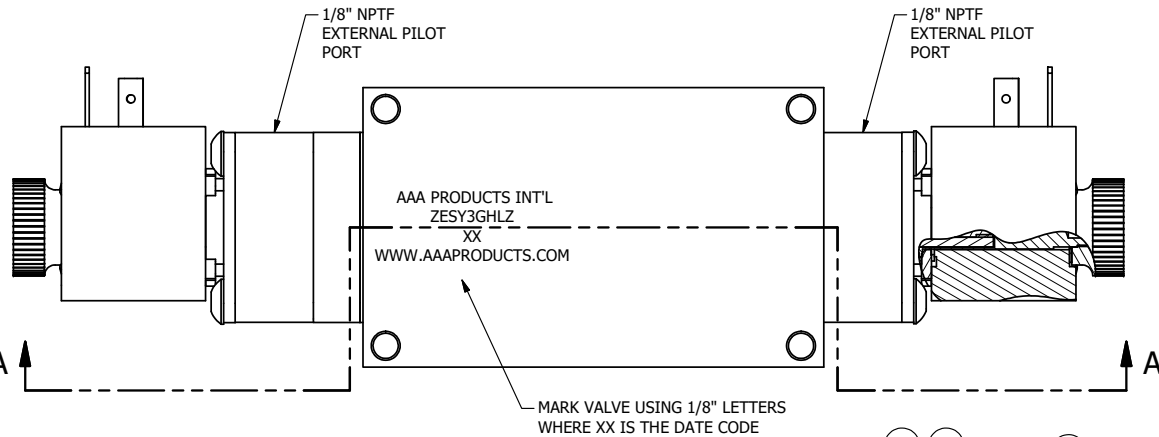 1/8" NPTF
EXTERNAL PILOT
PORT
1/8" NPTF
EXTERNAL PILOT
PORT
AAA PRODUCTS INT'L
ZESY3GHLZ
XX
WWW.AAAPRODUCTS.COM
A
A
MARK VALVE USING 1/8" LETTERS
WHERE XX IS THE DATE CODE